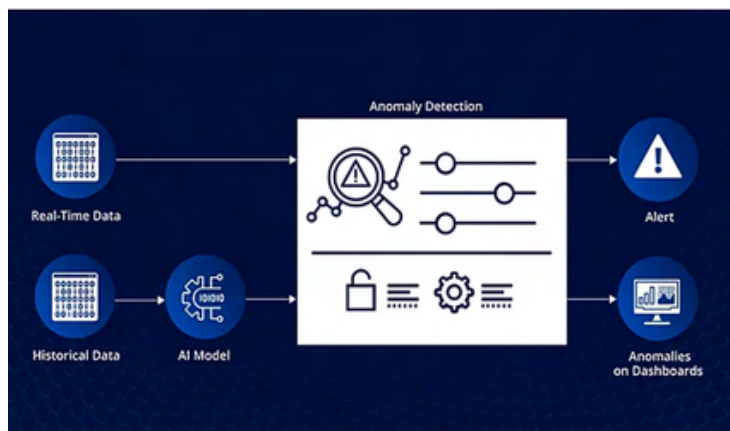 Anomaly Detection
Real-Time Data
Alert
Historical Data
AI Model
Anomalies
on Dashboards